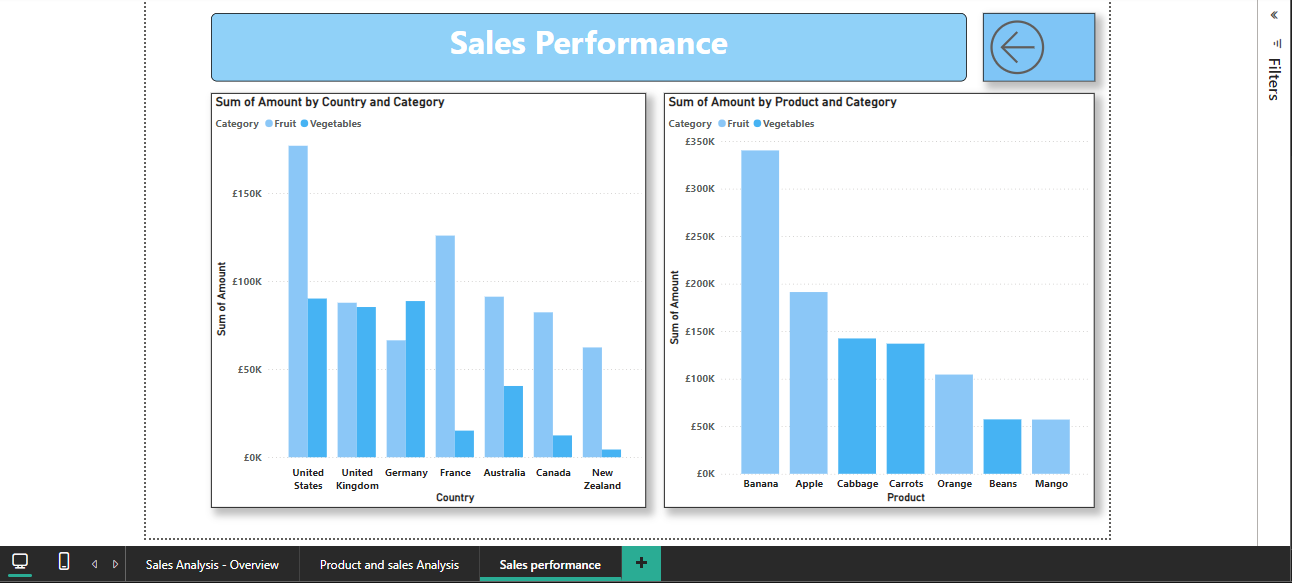 Sales Performance
Filters
Sum of Amount by Country and Category
Category Fruit Vegetables
£150K
£100K
£50K
£0K
Sum of Amount
United States
United Kingdom
Germany
France
Australia
Canada
New Zealand
Country
Sum of Amount by Product and Category
Category Fruit Vegetables
£350K
£300K
£250K
£200K
£150K
£100K
£50K
£0K
Sum of Amount
Banana Apple Cabbage Carrots Orange Beans Mango
Product
Sales Analysis - Overview
Product and sales Analysis
Sales performance